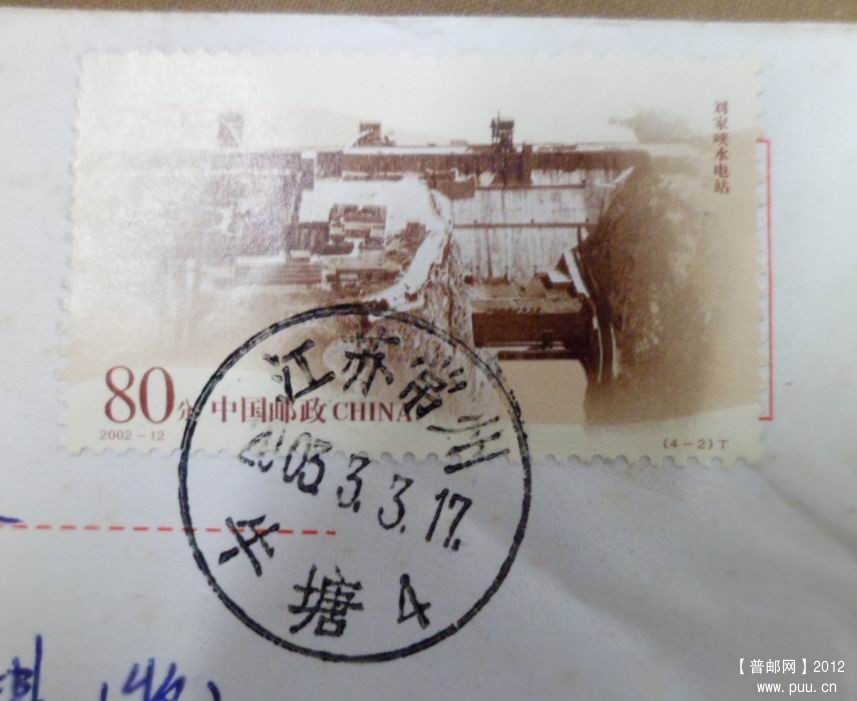 刘家峡水电站
80分 中国邮政 CHINA
2002-12
(4-2)T
江苏常州
2003.3.3.17.
塘4
【普邮网】2012
www.puu.cn